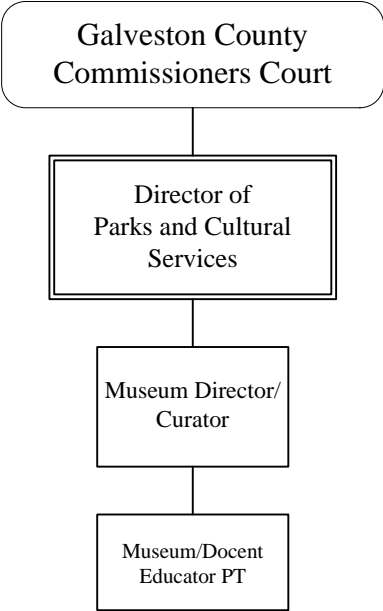 Galveston County
Commissioners Court
Director of
Parks and Cultural
Services
Museum Director/
Curator
Museum/Docent
Educator PT